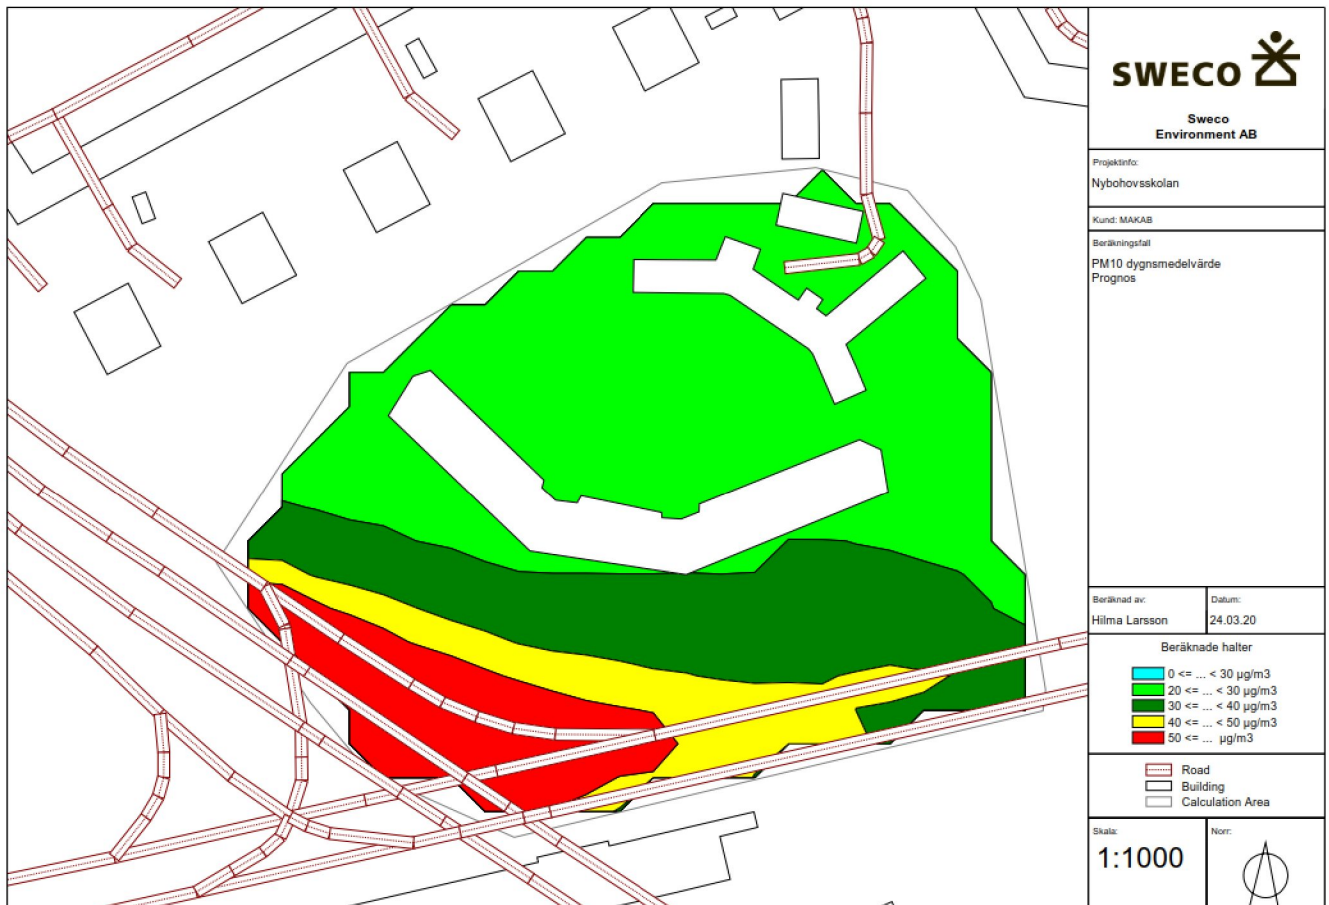 SWECO
Sweco
Environment AB
Projektinfo:
Nybohovsskolan
Kund: MAKAB
Beräkningsfall
PM10 dygnsmedelvärde
Prognos
Beräknad av:
Hilma Larsson
Datum:
24.03.20
Beräknade halter
0 <= ... < 30 µg/m3
20 <= ... < 30 µg/m3
30 <= ... < 40 µg/m3
40 <= ... < 50 µg/m3
50 <= ... µg/m3
Road
Building
Calculation Area
Skala:
1:1000
Norr: